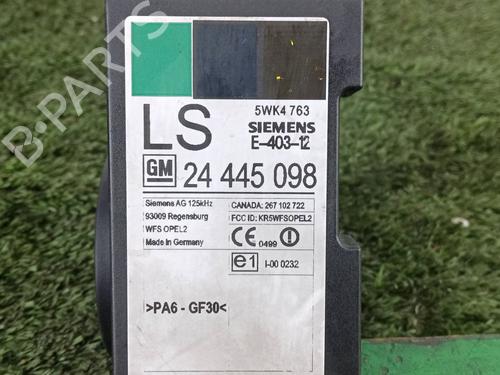 5WK4 763
LS
SIEMENS
E-403-12
GM 24 445 098
Siemens AG 125kHz
93009 Regensburg
WFS OPEL2
Made in Germany
CANADA: 267 102 722
FCC ID: KR5WFSOPEL2
CE 0499 !
e1 I-00 0232
>PA6 - GF30<
B-PARTS